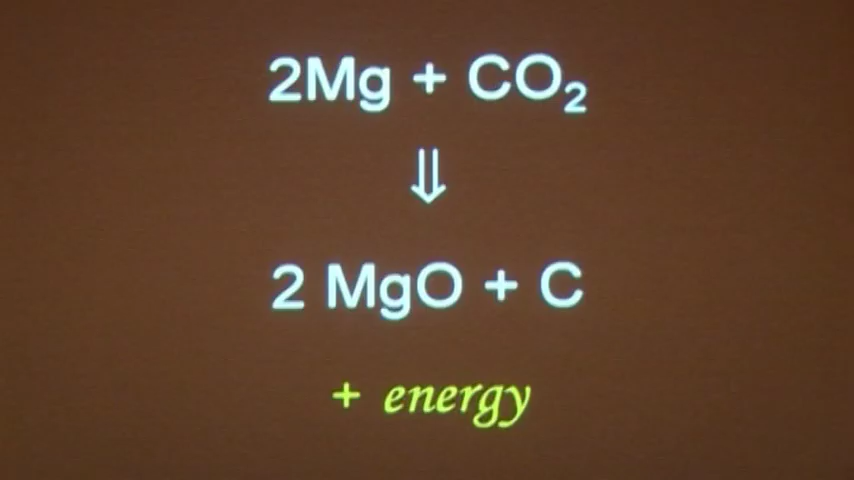 2Mg + CO₂
⇓
2 MgO + C
+ energy